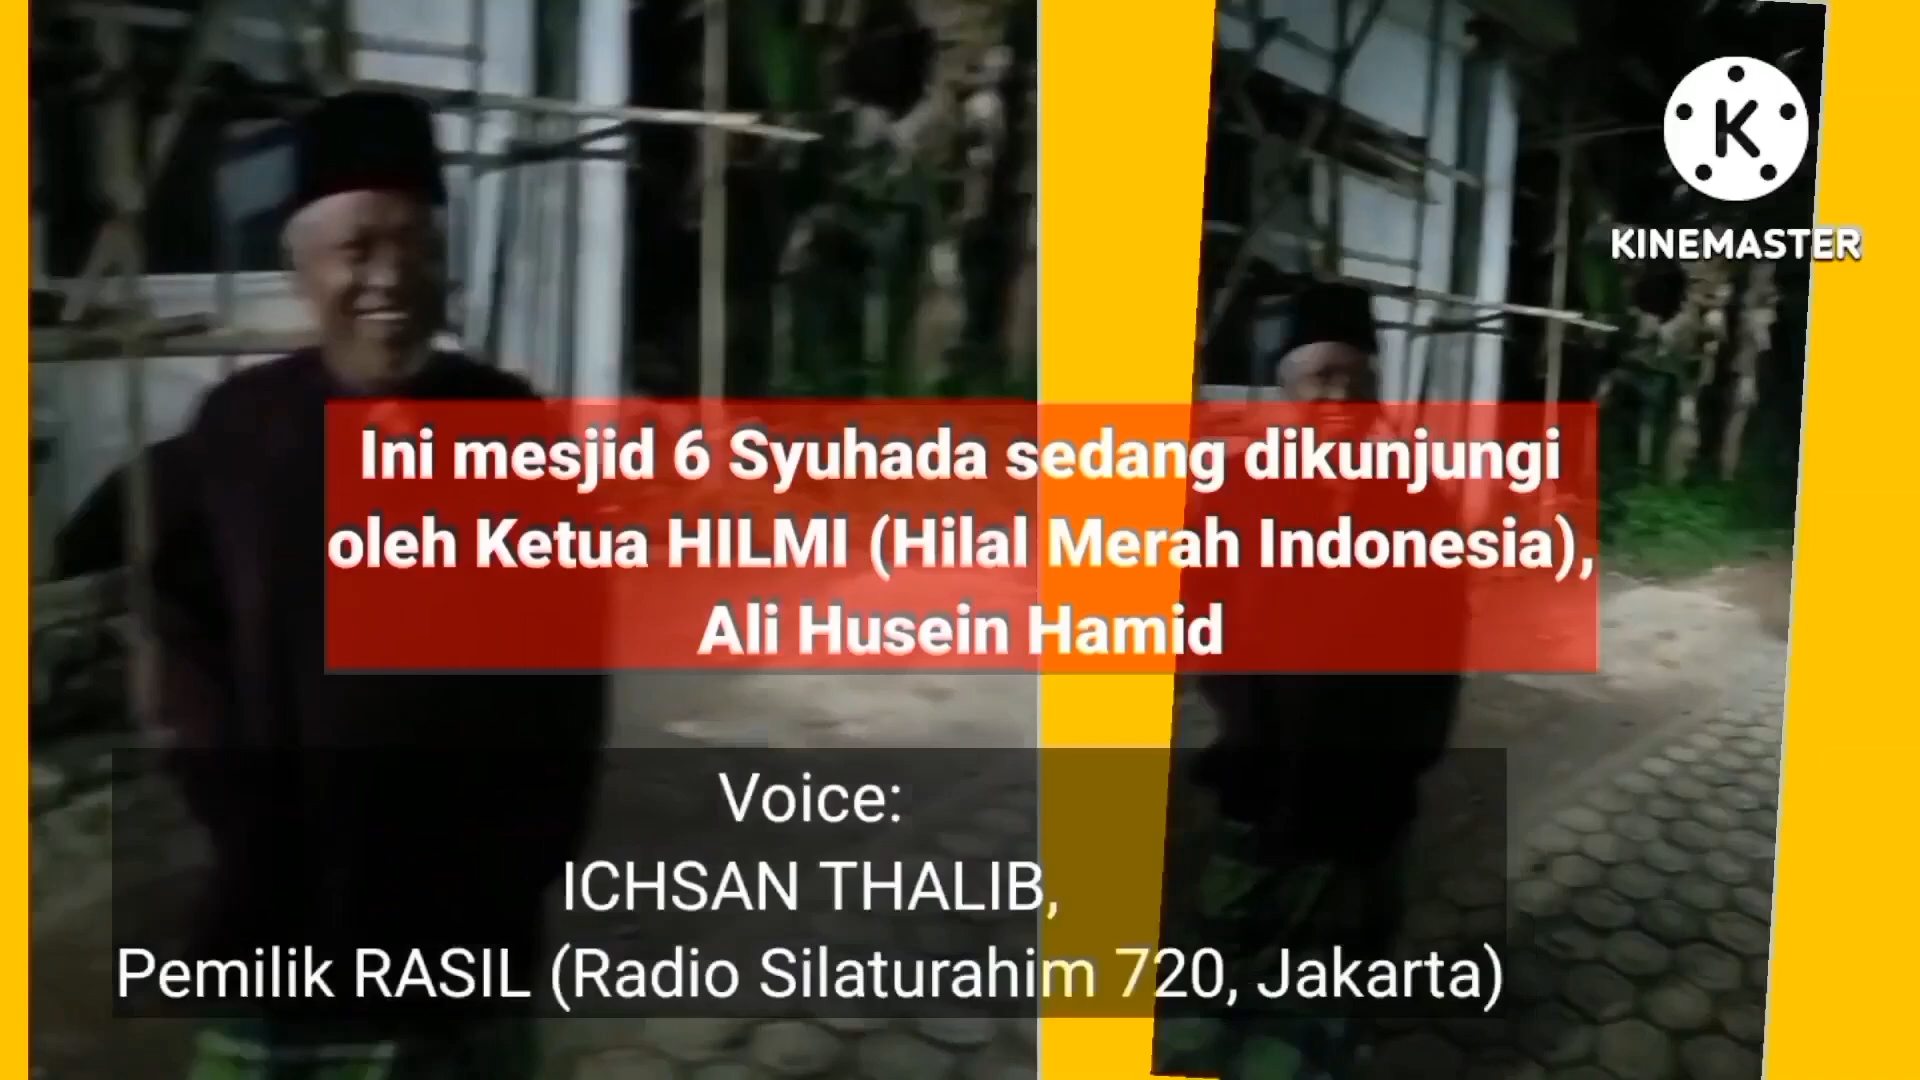 K
KINEMASTER
Ini mesjid 6 Syuhada sedang dikunjungi
oleh Ketua HILMI (Hilal Merah Indonesia),
Ali Husein Hamid
Voice:
ICHSAN THALIB,
Pemilik RASIL (Radio Silaturahim 720, Jakarta)